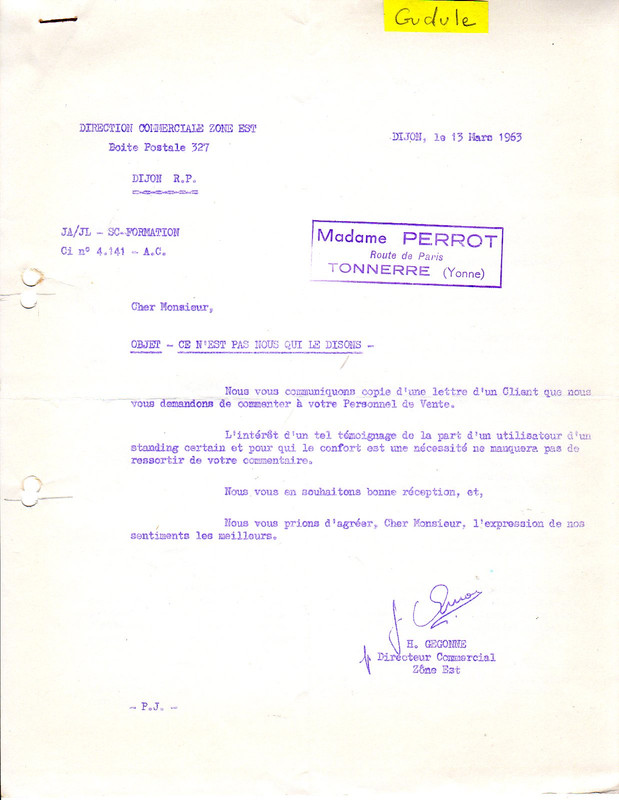 Gudule
DIRECTION COMMERCIALE ZONE EST
Boite Postale 327
DIJON R.P.
DIJON, le 13 Mars 1963
JA/JL - SC-FORMATION
Ci n° 4.141 - A.C.
Madame PERROT
Route de Paris
TONNERRE (Yonne)
Cher Monsieur,
OBJET - CE N'EST PAS NOUS QUI LE DISONS -
Nous vous communiquons copie d'une lettre d'un Cliant que nous
vous demandons de commenter à votre Personnel de Vente.
L'intérêt d'un tel témoignage de la part d'un utilisateur d'un
standing certain et pour qui le confort est une nécessité ne manquera pas de
ressortir de votre commentaire.
Nous vous en souhaitons bonne réception, et,
Nous vous prions d'agréer, Cher Monsieur, l'expression de nos
sentiments les meilleurs.
H. GEGONNE
Directeur Commercial
Zône Est
- P.J. -